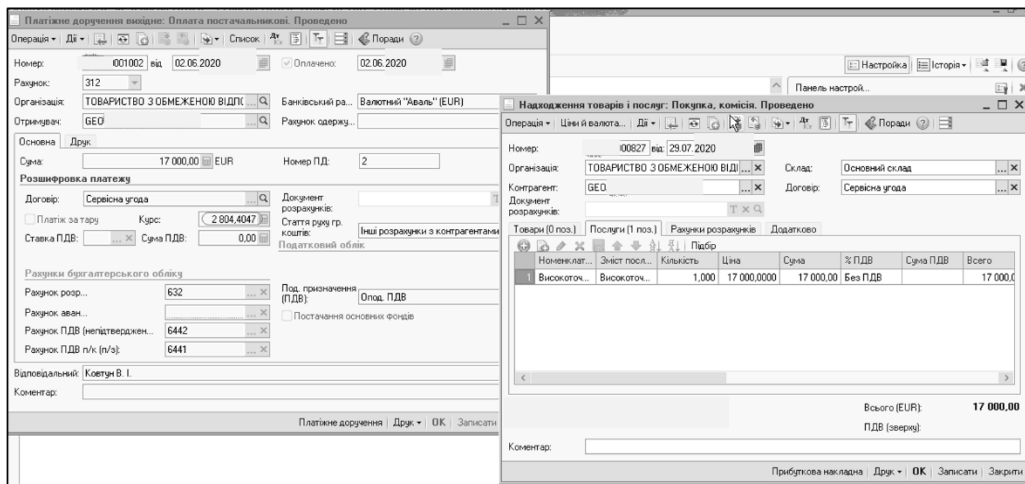 Платіжне доручення вихідне: Оплата постачальникові. Проведено
Операція Дії Список Поради
Номер: 001002 від 02.06.2020 Оплачено: 02.06.2020
Рахунок: 312
Організація: ТОВАРИСТВО З ОБМЕЖЕНОЮ ВІДПО ... Банківський ра... Валютний "Аваль" (EUR)
Отримувач: GEO Рахунок одержу...
Основна Друк
Сума: 17 000,00 EUR Номер ПД: 2
Розшифровка платежу
Договір: Сервісна угода ... Документ розрахунків:
Платіж за тару Курс: 2 804,4047 Стаття руху гр. коштів: Інші розрахунки з контрагентами
Ставка ПДВ: ... Сума ПДВ: 0,00 Податковий облік
Рахунки бухгалтерського обліку
Рахунок розр... 632 ... Под. призначення (ПДВ): Опод. ПДВ
Рахунок аван... ... Постачання основних фондів
Рахунок ПДВ (непідтверджен... 6442 ...
Рахунок ПДВ п/к (п/з): 6441 ...
Відповідальний: Ковтун В. І.
Коментар:
Платіжне доручення Друк OK Записати
Настройка Історія
Панель настрой...
Надходження товарів і послуг: Покупка, комісія. Проведено
Операція Ціни й валюта... Дії Поради
Номер: 00827 від: 29.07.2020
Організація: ТОВАРИСТВО З ОБМЕЖЕНОЮ ВІДІ ... Склад: Основний склад ...
Контрагент: GEO ... Договір: Сервісна угода ...
Документ розрахунків:
Товари (0 поз.) Послуги (1 поз.) Рахунки розрахунків Додатково
Підбір
Номенклат... Зміст посл... Кількість Ціна Сума % ПДВ Сума ПДВ Всего
1 Високоточ... Високоточ... 1,000 17 000,0000 17 000,00 Без ПДВ 17 000,0
Всього (EUR): 17 000,00
ПДВ (зверху):
Коментар:
Прибуткова накладна Друк OK Записати Закрити